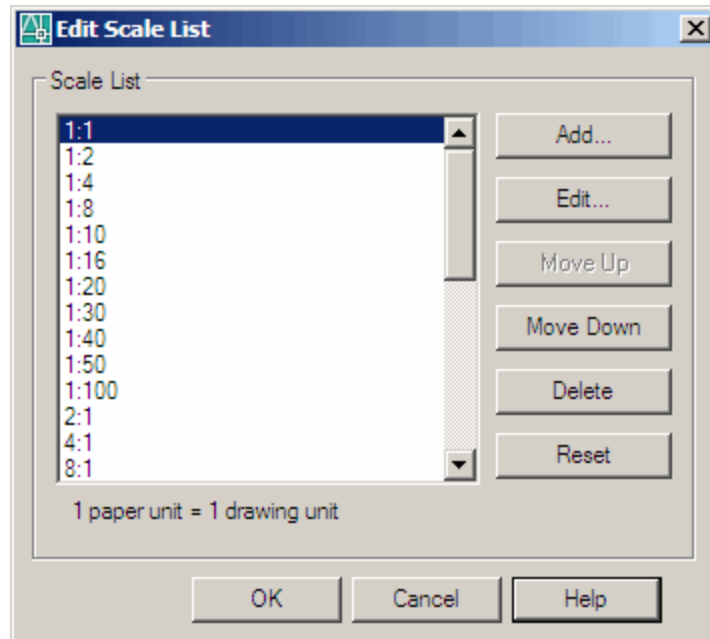 Edit Scale List
Scale List
1:1
1:2
1:4
1:8
1:10
1:16
1:20
1:30
1:40
1:50
1:100
2:1
4:1
8:1
Add...
Edit...
Move Up
Move Down
Delete
Reset
1 paper unit = 1 drawing unit
OK
Cancel
Help